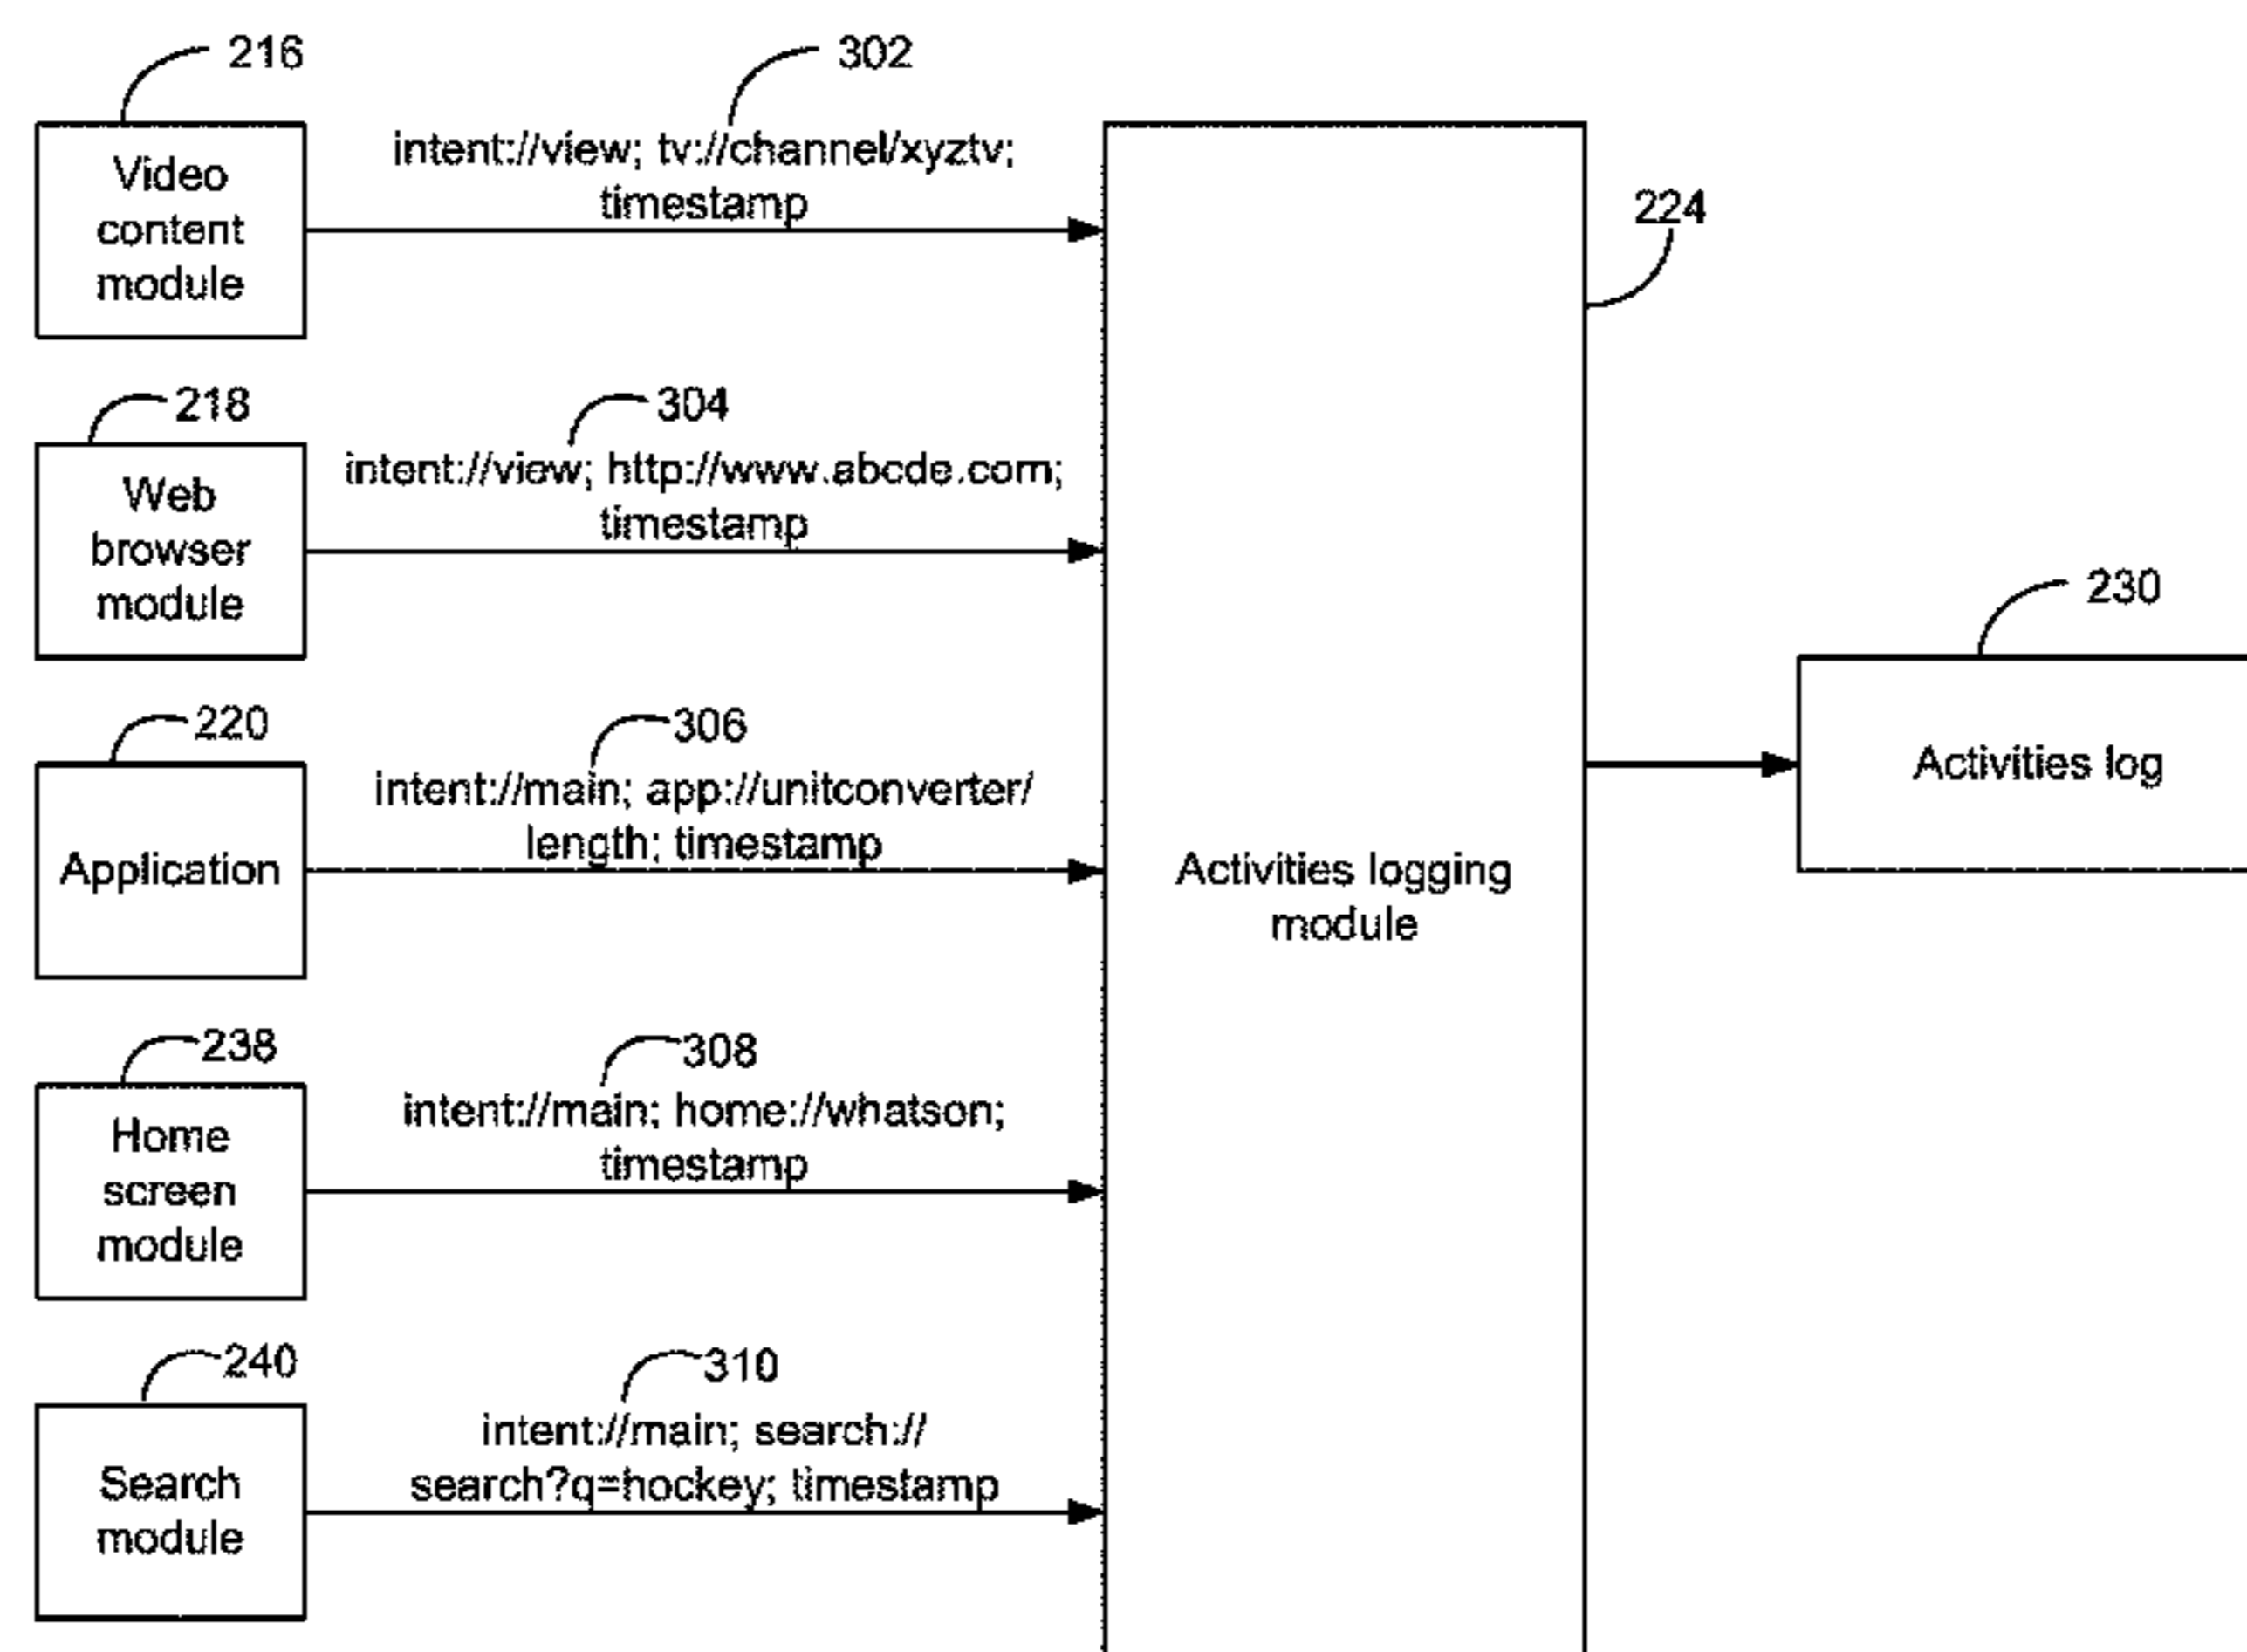 216
302
Video
content
module
intent://view; tv://channel/xyztv;
timestamp
224
218
304
Web
browser
module
intent://view; http://www.abcde.com;
timestamp
230
Activities log
220
306
Application
intent://main; app://unitconverter/
length; timestamp
Activities logging
module
238
308
Home
screen
module
intent://main; home://whatson;
timestamp
240
310
Search
module
intent://main; search://
search?q=hockey; timestamp